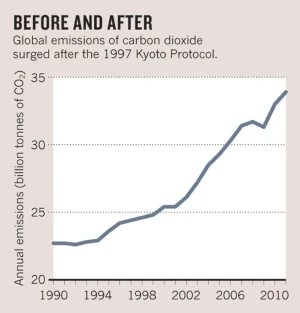 BEFORE AND AFTER
Global emissions of carbon dioxide
surged after the 1997 Kyoto Protocol.
Annual emissions (billion tonnes of CO₂)
35
30
25
20
1990 1994 1998 2002 2006 2010